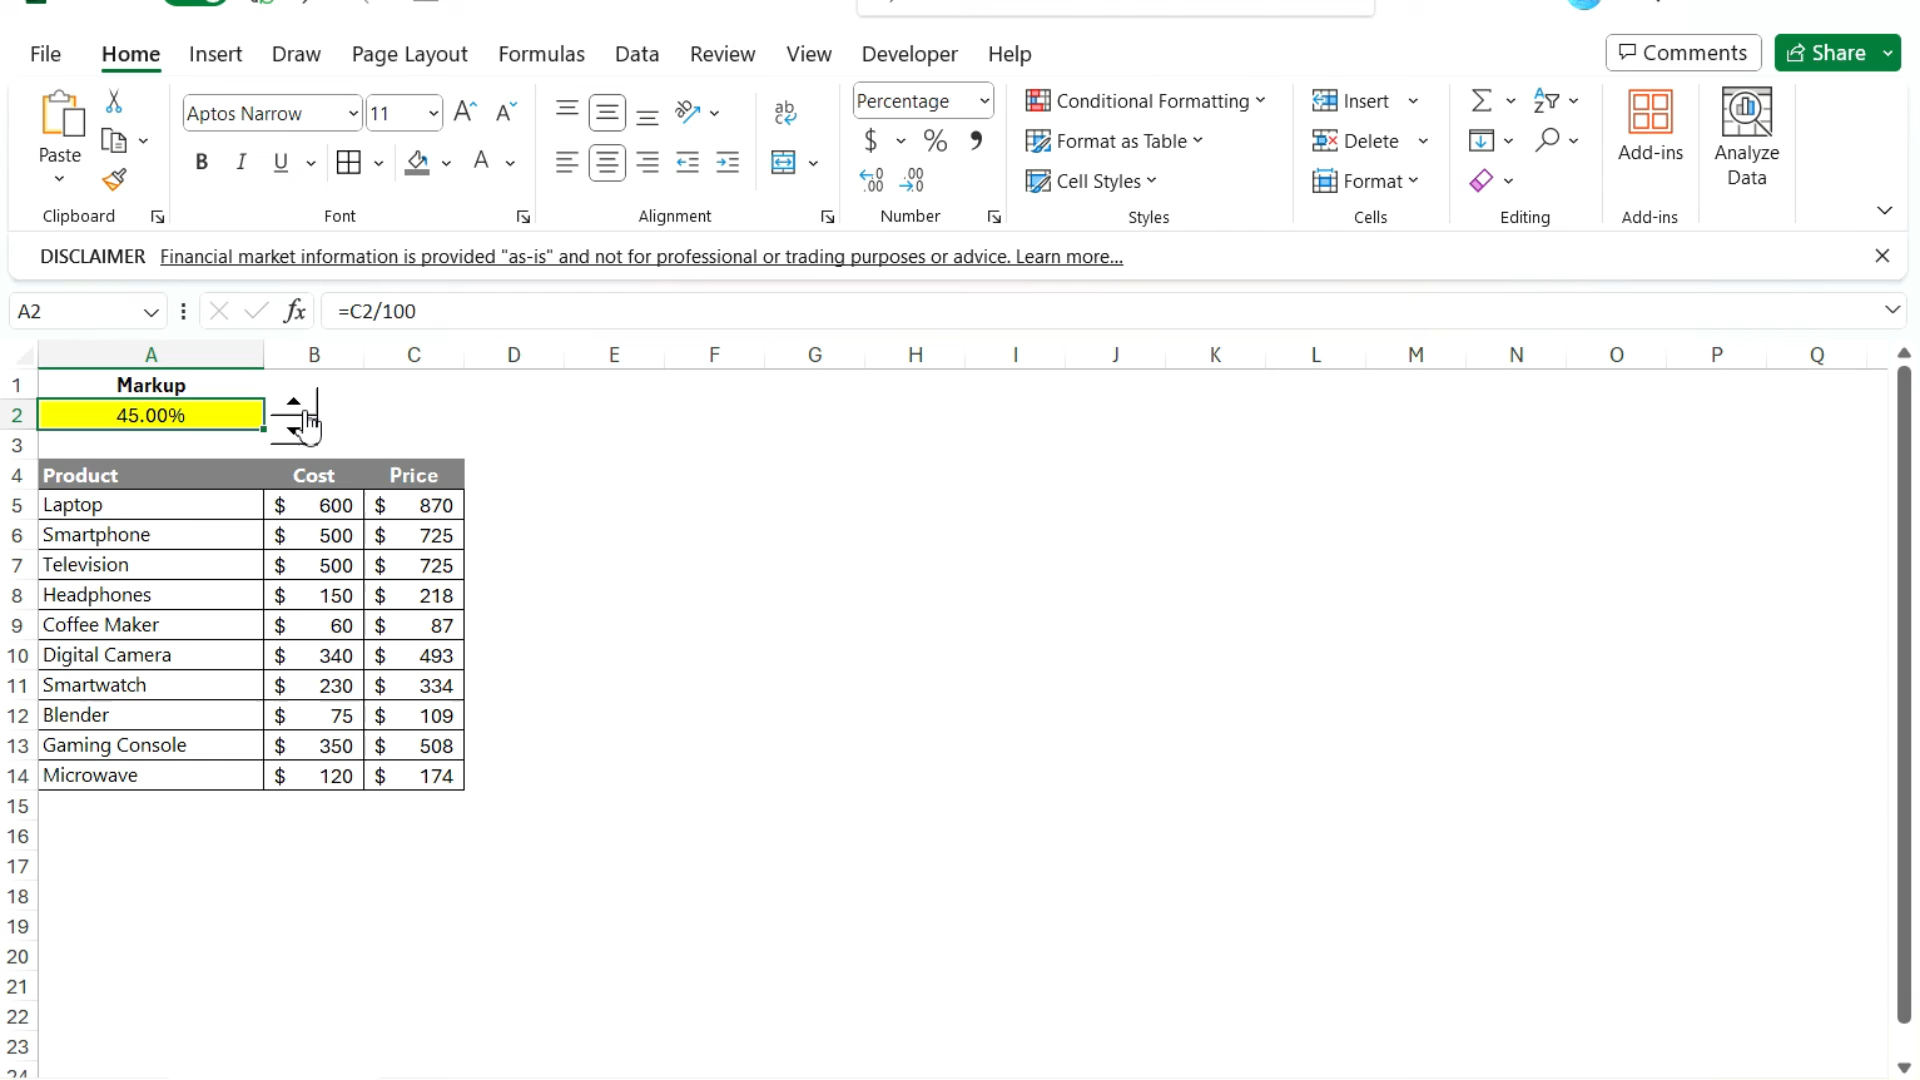 File Home Insert Draw Page Layout Formulas Data Review View Developer Help Comments Share
Paste
Clipboard
Aptos Narrow 11
B I U A
Font
ab
Alignment
Percentage
$ % ,
.00 .00
Number
Conditional Formatting
Format as Table
Cell Styles
Styles
Insert
Delete
Format
Cells
Editing
Add-ins
Add-ins
Analyze
Data
DISCLAIMER Financial market information is provided "as-is" and not for professional or trading purposes or advice. Learn more...
A2 fx =C2/100
A B C D E F G H I J K L M N O P Q
1 Markup
2 45.00%
3
4 Product Cost Price
5 Laptop $ 600 $ 870
6 Smartphone $ 500 $ 725
7 Television $ 500 $ 725
8 Headphones $ 150 $ 218
9 Coffee Maker $ 60 $ 87
10 Digital Camera $ 340 $ 493
11 Smartwatch $ 230 $ 334
12 Blender $ 75 $ 109
13 Gaming Console $ 350 $ 508
14 Microwave $ 120 $ 174
15
16
17
18
19
20
21
22
23
24